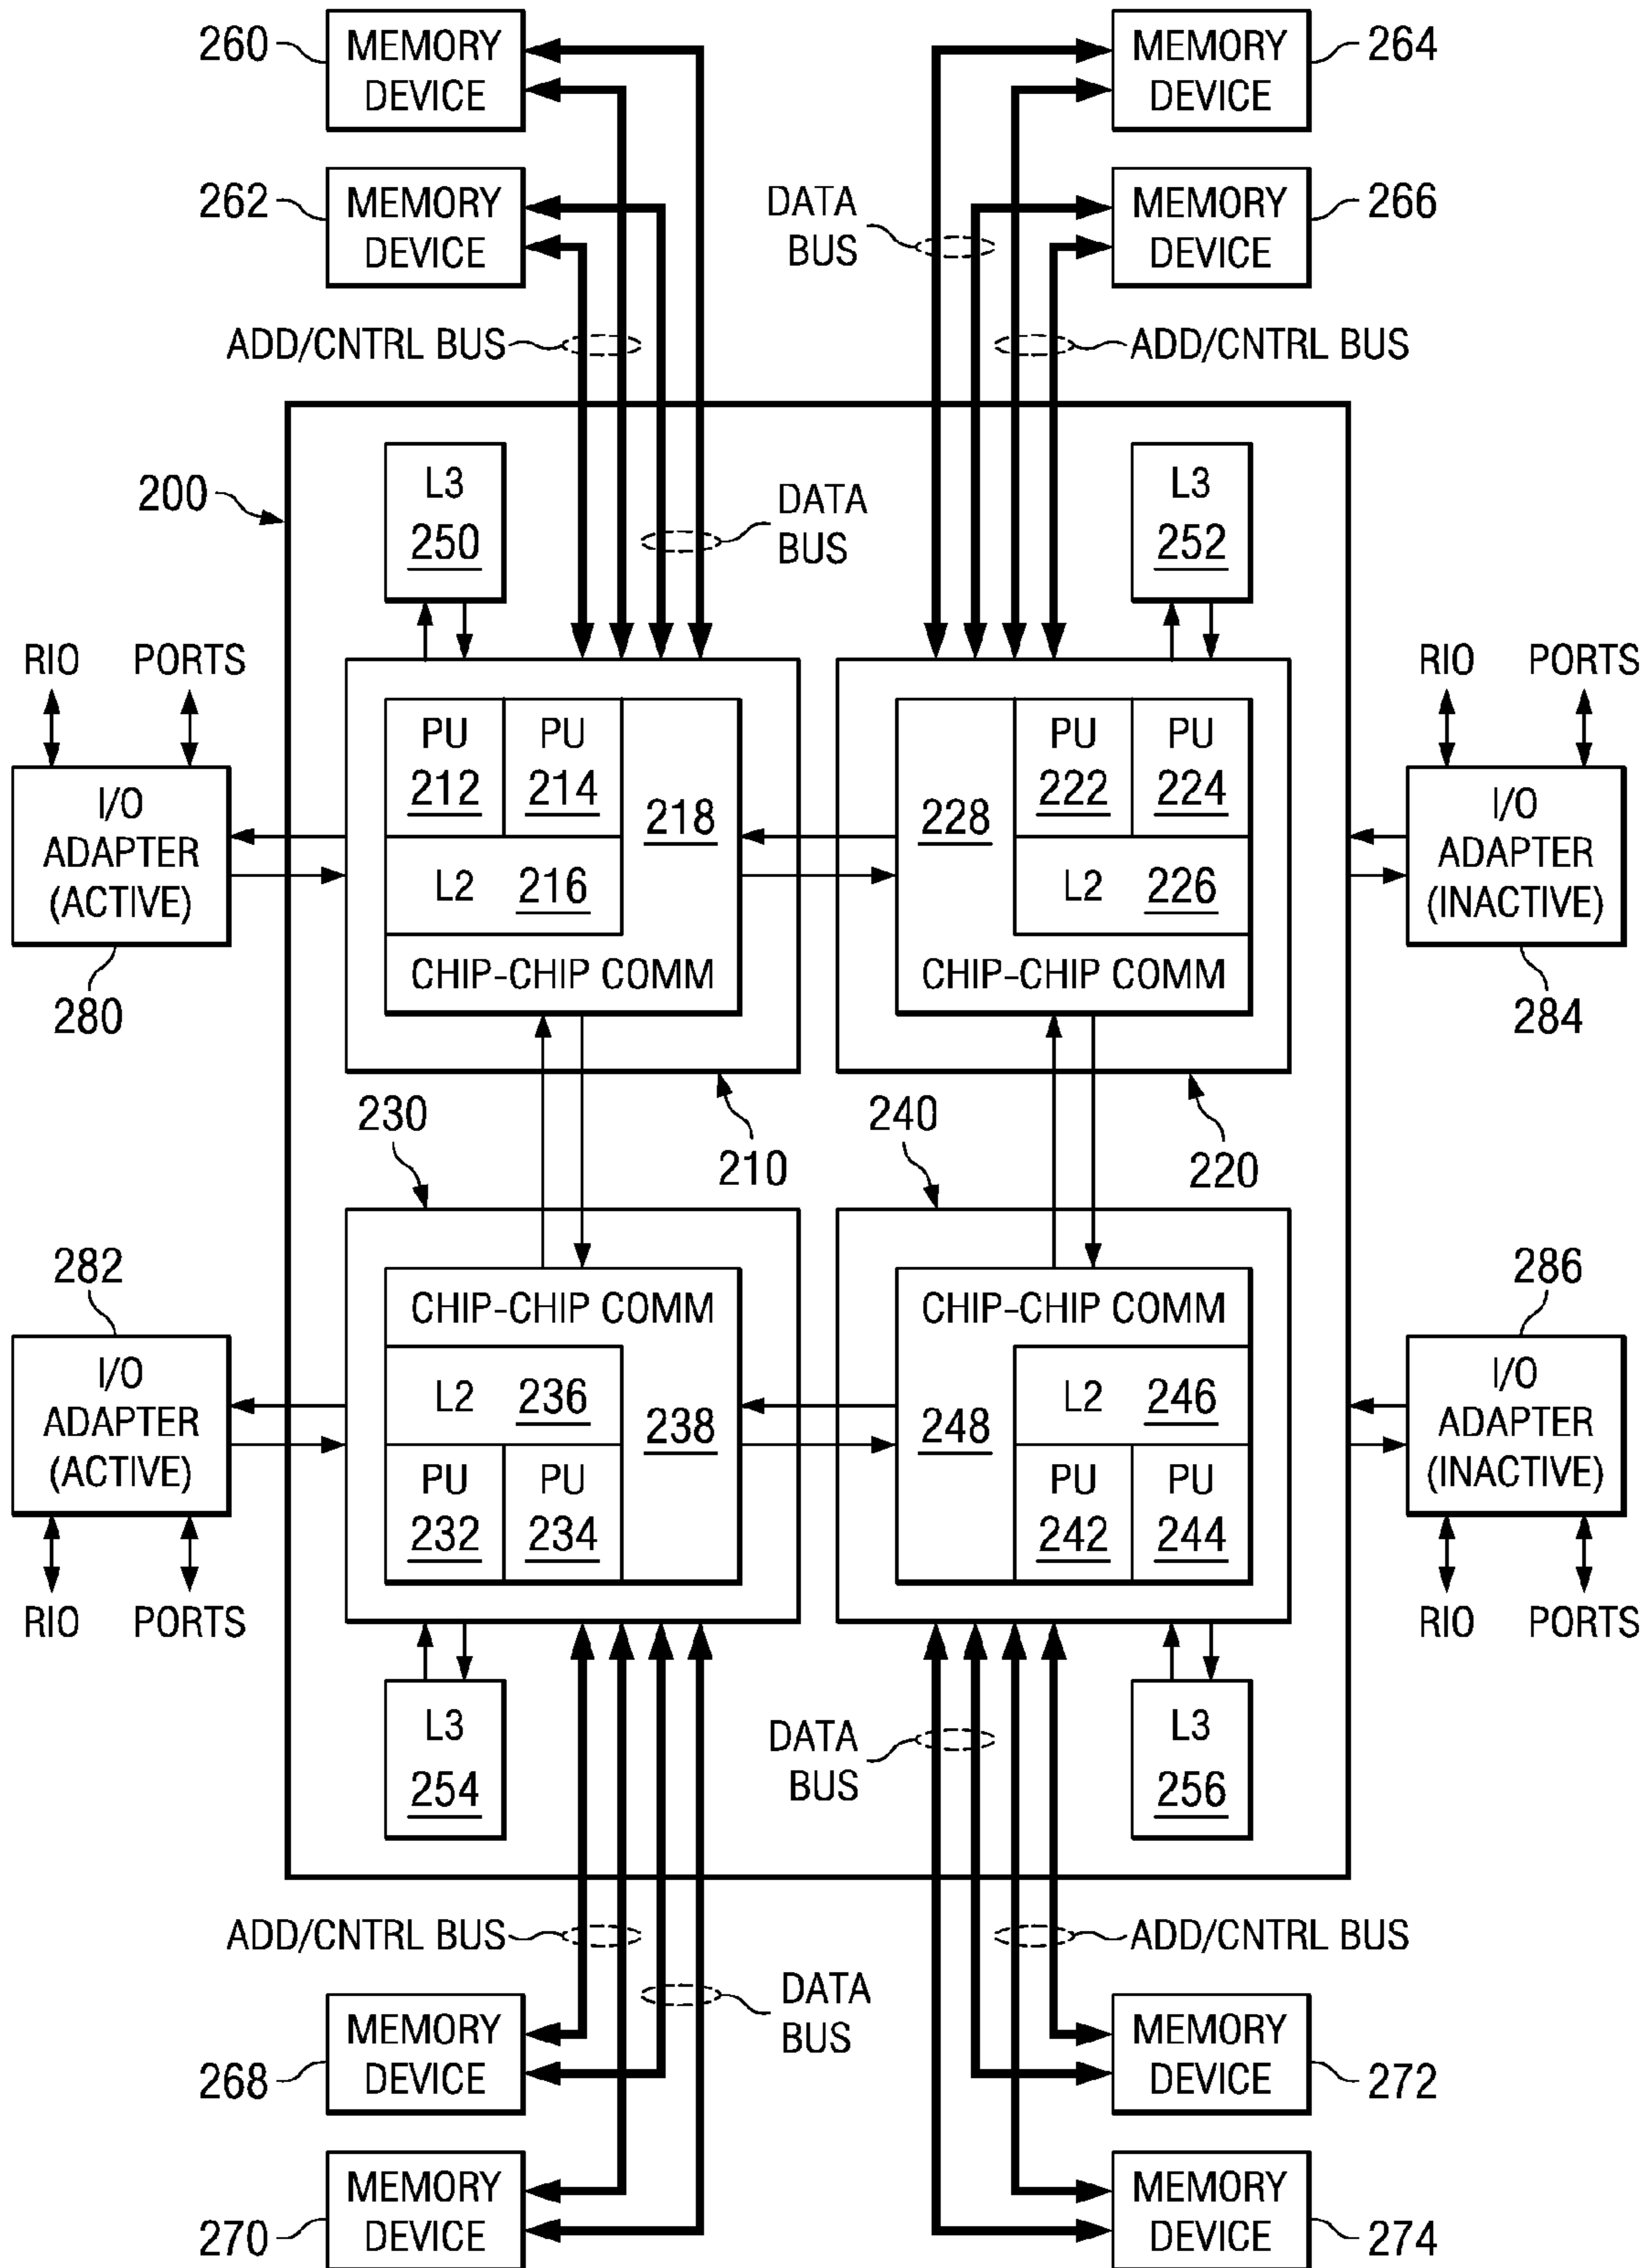 260
MEMORY
DEVICE
MEMORY
DEVICE
264
262
MEMORY
DEVICE
DATA
BUS
MEMORY
DEVICE
266
ADD/CNTRL BUS
ADD/CNTRL BUS
200
L3
250
DATA
BUS
L3
252
RIO
PORTS
RIO
PORTS
I/O
ADAPTER
(ACTIVE)
280
PU
212
PU
214
218
L2
216
CHIP-CHIP COMM
228
PU
222
PU
224
L2
226
CHIP-CHIP COMM
I/O
ADAPTER
(INACTIVE)
284
230
210
240
220
282
I/O
ADAPTER
(ACTIVE)
RIO
PORTS
CHIP-CHIP COMM
L2
236
238
PU
232
PU
234
CHIP-CHIP COMM
248
L2
246
PU
242
PU
244
286
I/O
ADAPTER
(INACTIVE)
RIO
PORTS
L3
254
DATA
BUS
L3
256
ADD/CNTRL BUS
ADD/CNTRL BUS
DATA
BUS
268
MEMORY
DEVICE
MEMORY
DEVICE
272
270
MEMORY
DEVICE
MEMORY
DEVICE
274